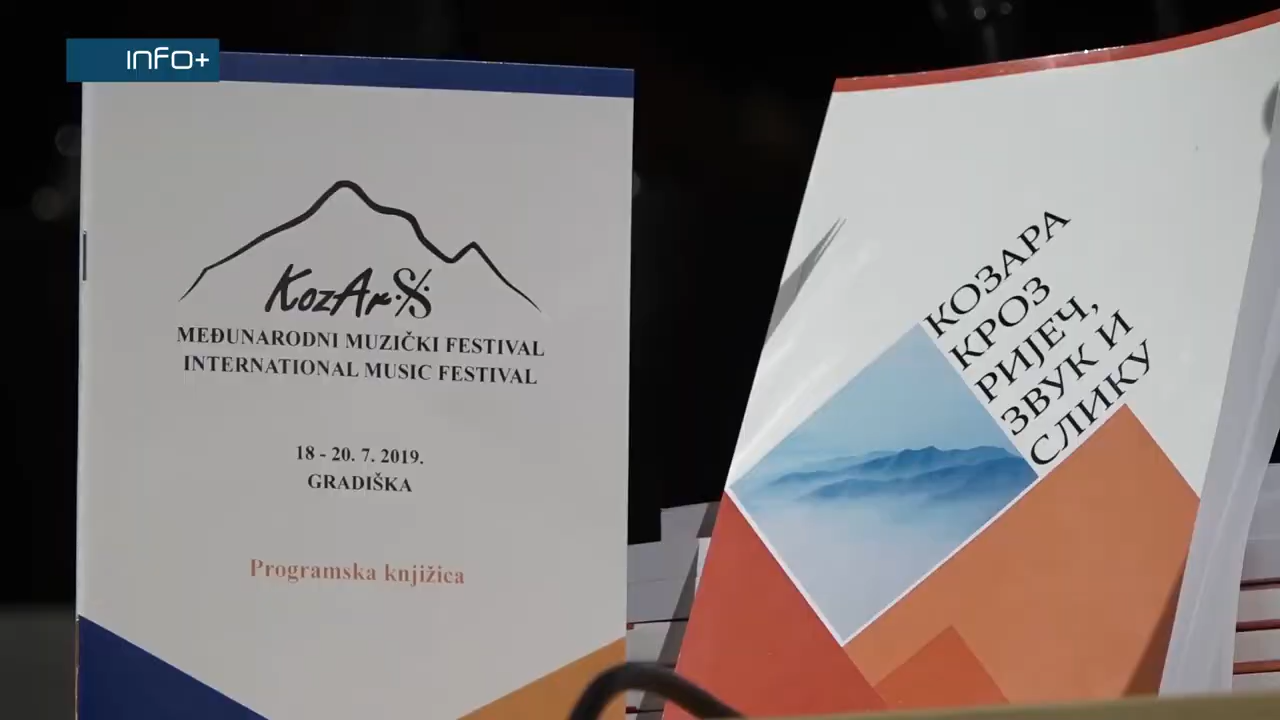 INFO+
KozAr
MEĐUNARODNI MUZIČKI FESTIVAL
INTERNATIONAL MUSIC FESTIVAL
18 - 20. 7. 2019.
GRADIŠKA
Programska knjižica
КОЗАРА
КРОЗ
РИЈЕЧ,
ЗВУК И
СЛИКУ